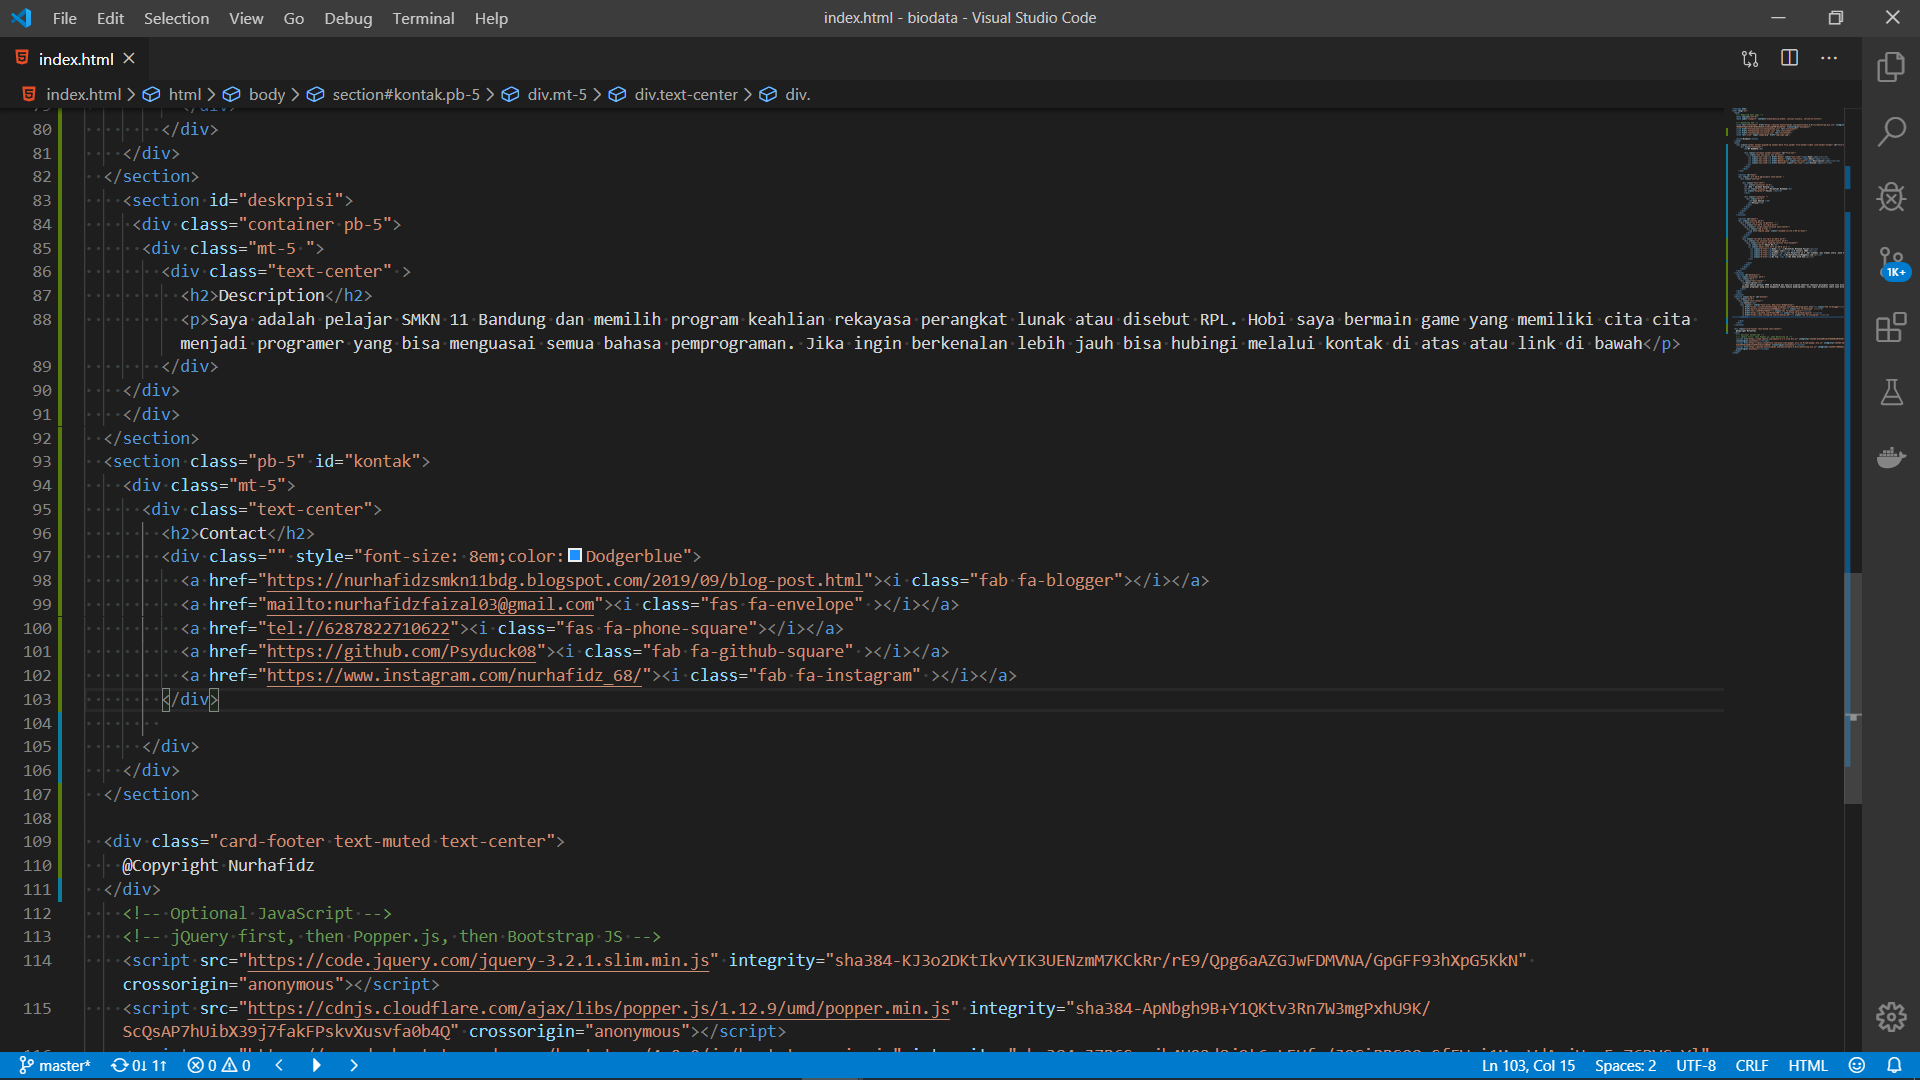 File Edit Selection View Go Debug Terminal Help
index.html - biodata - Visual Studio Code
index.html
index.html > html > body > section#kontak.pb-5 > div.mt-5 > div.text-center > div.
80 </div>
81 </div>
82 </section>
83 <section id="deskrpisi">
84 <div class="container pb-5">
85 <div class="mt-5 ">
86 <div class="text-center" >
87 <h2>Description</h2>
88 <p>Saya adalah pelajar SMKN 11 Bandung dan memilih program keahlian rekayasa perangkat lunak atau disebut RPL. Hobi saya bermain game yang memiliki cita cita
menjadi programer yang bisa menguasai semua bahasa pemprograman. Jika ingin berkenalan lebih jauh bisa hubingi melalui kontak di atas atau link di bawah</p>
89 </div>
90 </div>
91 </div>
92 </section>
93 <section class="pb-5" id="kontak">
94 <div class="mt-5">
95 <div class="text-center">
96 <h2>Contact</h2>
97 <div class="" style="font-size: 8em;color:Dodgerblue">
98 <a href="https://nurhafidzsmkn11bdg.blogspot.com/2019/09/blog-post.html"><i class="fab fa-blogger"></i></a>
99 <a href="mailto:nurhafidzfaizal03@gmail.com"><i class="fas fa-envelope" ></i></a>
100 <a href="tel://6287822710622"><i class="fas fa-phone-square"></i></a>
101 <a href="https://github.com/Psyduck08"><i class="fab fa-github-square" ></i></a>
102 <a href="https://www.instagram.com/nurhafidz_68/"><i class="fab fa-instagram" ></i></a>
103 </div>
104
105 </div>
106 </div>
107 </section>
108
109 <div class="card-footer text-muted text-center">
110 @Copyright Nurhafidz
111 </div>
112 <!-- Optional JavaScript -->
113 <!-- jQuery first, then Popper.js, then Bootstrap JS -->
114 <script src="https://code.jquery.com/jquery-3.2.1.slim.min.js" integrity="sha384-KJ3o2DKtIkvYIK3UENzmM7KCkRr/rE9/Qpg6aAZGJwFDMVNA/GpGFF93hXpG5KkN"
crossorigin="anonymous"></script>
115 <script src="https://cdnjs.cloudflare.com/ajax/libs/popper.js/1.12.9/umd/popper.min.js" integrity="sha384-ApNbgh9B+Y1QKtv3Rn7W3mgPxhU9K/
ScQsAP7hUibX39j7fakFPskvXusvfa0b4Q" crossorigin="anonymous"></script>
1K+
master* 0↓ 1↑ 0 0
Ln 103, Col 15 Spaces: 2 UTF-8 CRLF HTML